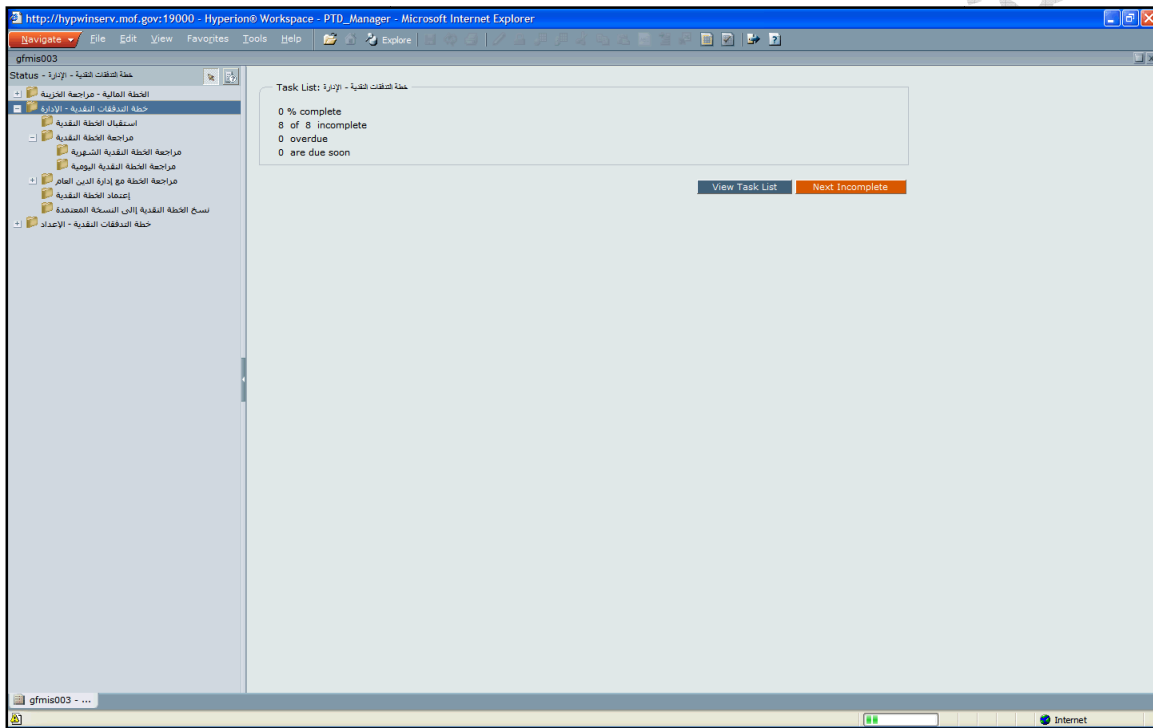 http://hypwinserv.mof.gov:19000 - Hyperion® Workspace - PTD_Manager - Microsoft Internet Explorer
Navigate File Edit View Favorites Tools Help Explore
gfmis003
Status - خطة التدفقات النقدية - الإدارة
الخطة المالية - مراجعة الخزينة
خطة التدفقات النقدية - الإدارة
استقبال الخطة النقدية
مراجعة الخطة النقدية
مراجعة الخطة النقدية الشهرية
مراجعة الخطة النقدية اليومية
مراجعة الخطة مع إدارة الدين العام
إعتماد الخطة النقدية
نسخ الخطة النقدية إالى النسخة المعتمدة
خطة التدفقات النقدية - الإعداد
Task List: خطة التدفقات النقدية - الإدارة
0 % complete
8 of 8 incomplete
0 overdue
0 are due soon
View Task List Next Incomplete
gfmis003 - ...
Internet